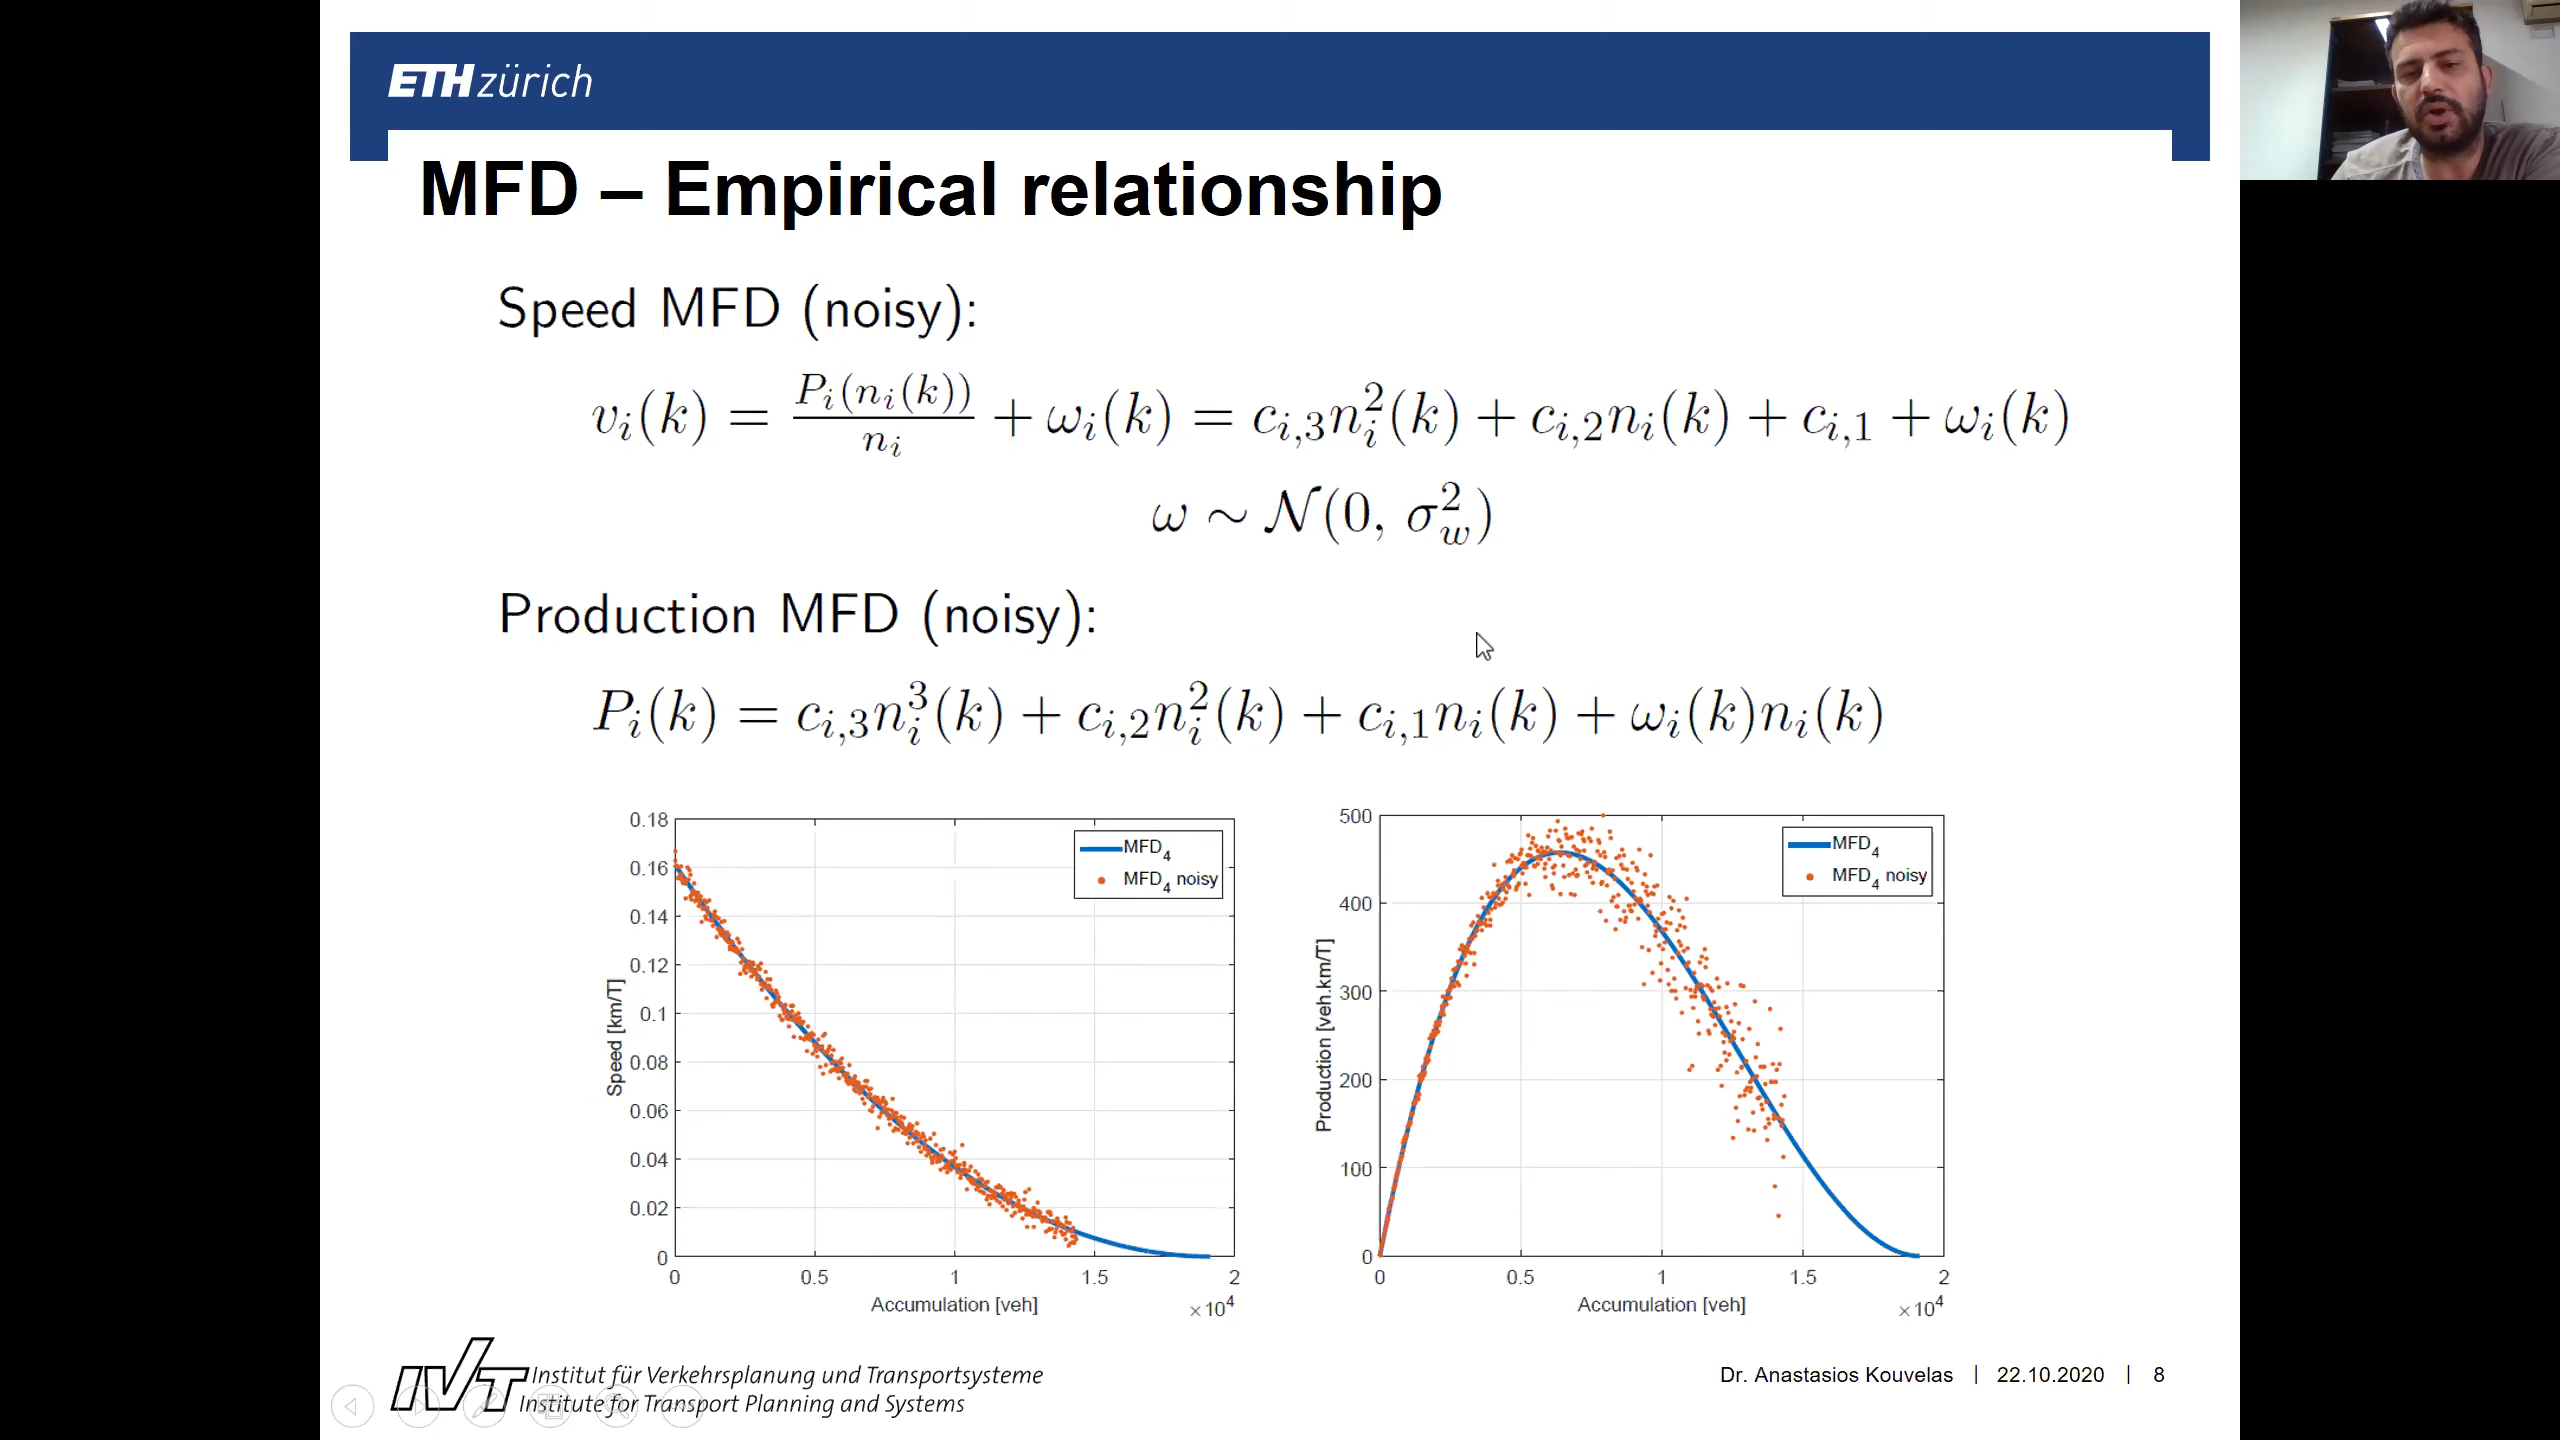 ETH zürich
MFD – Empirical relationship
Speed MFD (noisy):
v_i(k) = P_i(n_i(k))/n_i + ω_i(k) = c_{i,3}n_i^2(k) + c_{i,2}n_i(k) + c_{i,1} + ω_i(k)
ω ∼ N(0, σ_w^2)
Production MFD (noisy):
P_i(k) = c_{i,3}n_i^3(k) + c_{i,2}n_i^2(k) + c_{i,1}n_i(k) + ω_i(k)n_i(k)
0.18
0.16
0.14
0.12
0.1
0.08
0.06
0.04
0.02
0
Speed [km/T]
MFD_4
MFD_4 noisy
0 0.5 1 1.5 2
Accumulation [veh]
×10^4
500
400
300
200
100
0
Production [veh.km/T]
MFD_4
MFD_4 noisy
0 0.5 1 1.5 2
Accumulation [veh]
×10^4
IVT Institut für Verkehrsplanung und Transportsysteme
Institute for Transport Planning and Systems
Dr. Anastasios Kouvelas | 22.10.2020 | 8